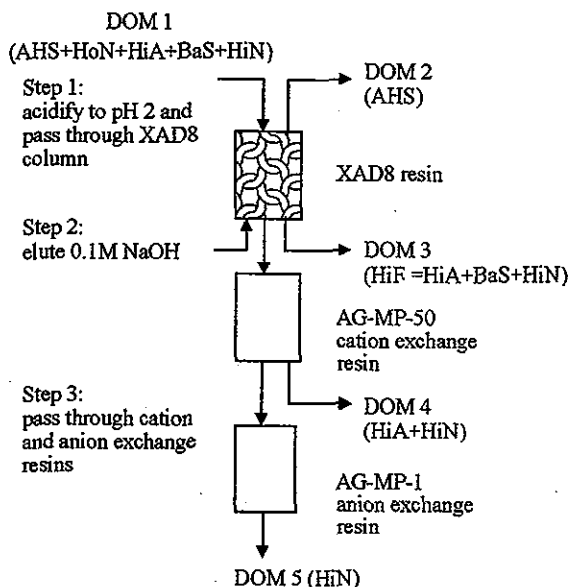 DOM 1
(AHS+HoN+HiA+BaS+HiN)
Step 1:
acidify to pH 2 and
pass through XAD8
column
DOM 2
(AHS)
XAD8 resin
Step 2:
elute 0.1M NaOH
DOM 3
(HiF =HiA+BaS+HiN)
AG-MP-50
cation exchange
resin
Step 3:
pass through cation
and anion exchange
resins
DOM 4
(HiA+HiN)
AG-MP-1
anion exchange
resin
DOM 5 (HiN)